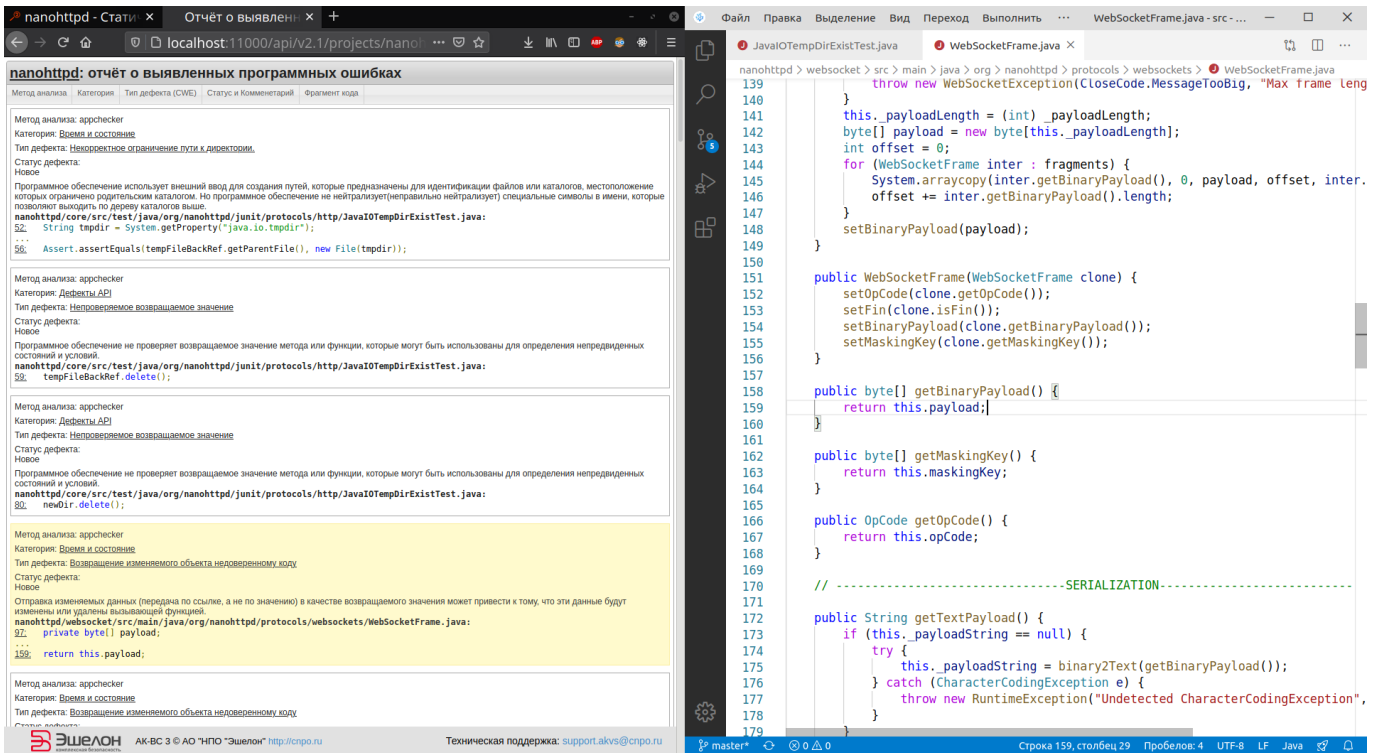 nanohttpd - Стати
Отчёт о выявленн
localhost:11000/api/v2.1/projects/nanoh
nanohttpd: отчёт о выявленных программных ошибках
Метод анализа Категория Тип дефекта (CWE) Статус и Комменетарий Фрагмент кода
Метод анализа: appchecker
Категория: Время и состояние
Тип дефекта: Некорректное ограничение пути к директории.
Статус дефекта:
Новое
Программное обеспечение использует внешний ввод для создания путей, которые предназначены для идентификации файлов или каталогов, местоположение
которых ограничено родительским каталогом. Но программное обеспечение не нейтрализует(неправильно нейтрализует) специальные символы в имени, которые
позволяют выходить по дереву каталогов выше.
nanohttpd/core/src/test/java/org/nanohttpd/junit/protocols/http/JavaIOTempDirExistTest.java:
52: String tmpdir = System.getProperty("java.io.tmpdir");
...
56: Assert.assertEquals(tempFileBackRef.getParentFile(), new File(tmpdir));
Метод анализа: appchecker
Категория: Дефекты API
Тип дефекта: Непроверяемое возвращаемое значение
Статус дефекта:
Новое
Программное обеспечение не проверяет возвращаемое значение метода или функции, которые могут быть использованы для определения непредвиденных
состояний и условий.
nanohttpd/core/src/test/java/org/nanohttpd/junit/protocols/http/JavaIOTempDirExistTest.java:
59: tempFileBackRef.delete();
Метод анализа: appchecker
Категория: Дефекты API
Тип дефекта: Непроверяемое возвращаемое значение
Статус дефекта:
Новое
Программное обеспечение не проверяет возвращаемое значение метода или функции, которые могут быть использованы для определения непредвиденных
состояний и условий.
nanohttpd/core/src/test/java/org/nanohttpd/junit/protocols/http/JavaIOTempDirExistTest.java:
80: newDir.delete();
Метод анализа: appchecker
Категория: Время и состояние
Тип дефекта: Возвращение изменяемого объекта недоверенному коду
Статус дефекта:
Новое
Отправка изменяемых данных (передача по ссылке, а не по значению) в качестве возвращаемого значения может привести к тому, что эти данные будут
изменены или удалены вызывающей функцией.
nanohttpd/websocket/src/main/java/org/nanohttpd/protocols/websockets/WebSocketFrame.java:
97: private byte[] payload;
...
159: return this.payload;
Метод анализа: appchecker
Категория: Время и состояние
Тип дефекта: Возвращение изменяемого объекта недоверенному коду
Статус дефекта:
Эшелон
комплексная безопасность
АК-ВС 3 © АО "НПО "Эшелон" http://cnpo.ru
Техническая поддержка: support.akvs@cnpo.ru
Файл Правка Выделение Вид Переход Выполнить ··· WebSocketFrame.java - src - ...
JavaIOTempDirExistTest.java WebSocketFrame.java
nanohttpd > websocket > src > main > java > org > nanohttpd > protocols > websockets > WebSocketFrame.java
139 throw new WebSocketException(CloseCode.MessageTooBig, "Max frame leng
140 }
141 this._payloadLength = (int) _payloadLength;
142 byte[] payload = new byte[this._payloadLength];
143 int offset = 0;
144 for (WebSocketFrame inter : fragments) {
145 System.arraycopy(inter.getBinaryPayload(), 0, payload, offset, inter.
146 offset += inter.getBinaryPayload().length;
147 }
148 setBinaryPayload(payload);
149 }
150
151 public WebSocketFrame(WebSocketFrame clone) {
152 setOpCode(clone.getOpCode());
153 setFin(clone.isFin());
154 setBinaryPayload(clone.getBinaryPayload());
155 setMaskingKey(clone.getMaskingKey());
156 }
157
158 public byte[] getBinaryPayload() {
159 return this.payload;
160 }
161
162 public byte[] getMaskingKey() {
163 return this.maskingKey;
164 }
165
166 public OpCode getOpCode() {
167 return this.opCode;
168 }
169
170 // --------------------------------SERIALIZATION---------------------------
171
172 public String getTextPayload() {
173 if (this._payloadString == null) {
174 try {
175 this._payloadString = binary2Text(getBinaryPayload());
176 } catch (CharacterCodingException e) {
177 throw new RuntimeException("Undetected CharacterCodingException",
178 }
179 }
5
master* 0 0 Строка 159, столбец 29 Пробелов: 4 UTF-8 LF Java